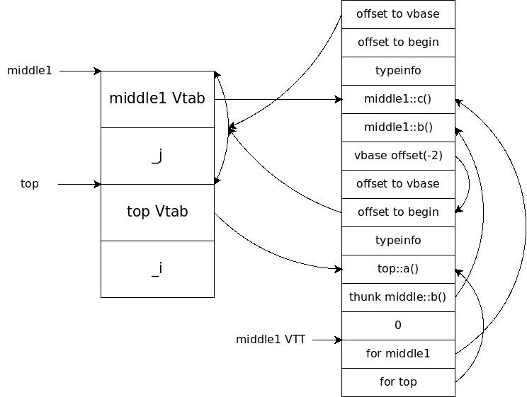 offset to vbase
offset to begin
middle1
typeinfo
middle1 Vtab
middle1::c()
middle1::b()
_j
vbase offset(-2)
top
offset to vbase
top Vtab
offset to begin
typeinfo
_i
top::a()
thunk middle::b()
0
middle1 VTT
for middle1
for top